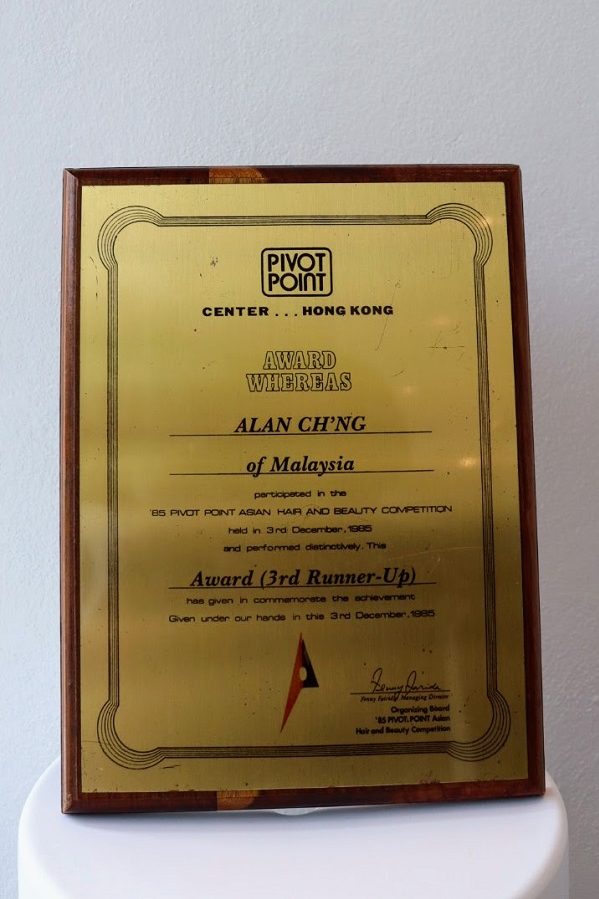 PIVOT
POINT
CENTER . . . HONG KONG
AWARD
WHEREAS
ALAN CH'NG
of Malaysia
participated in the
'85 PIVOT POINT ASIAN HAIR AND BEAUTY COMPETITION
held in 3rd December, 1985
and performed distinctively. This
Award (3rd Runner-Up)
has given in commemorate the achievement
Given under our hands in this 3rd December, 1985
Managing Director
Organizing Board
'85 PIVOT POINT Asian
Hair and Beauty Competition